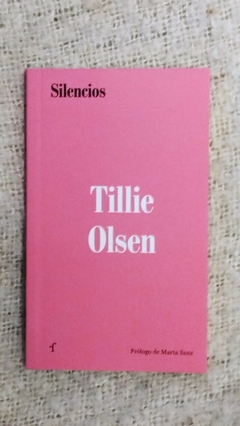 Silencios
Tillie
Olsen
Prólogo de Marta Sanz